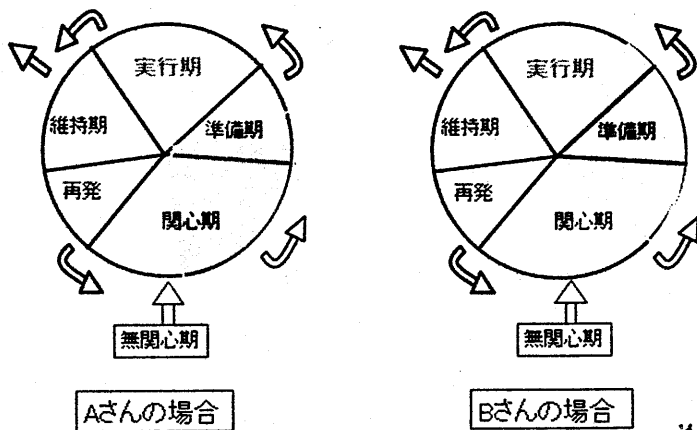 実行期
維持期
準備期
再発
関心期
無関心期
Aさんの場合
実行期
維持期
準備期
再発
関心期
無関心期
Bさんの場合